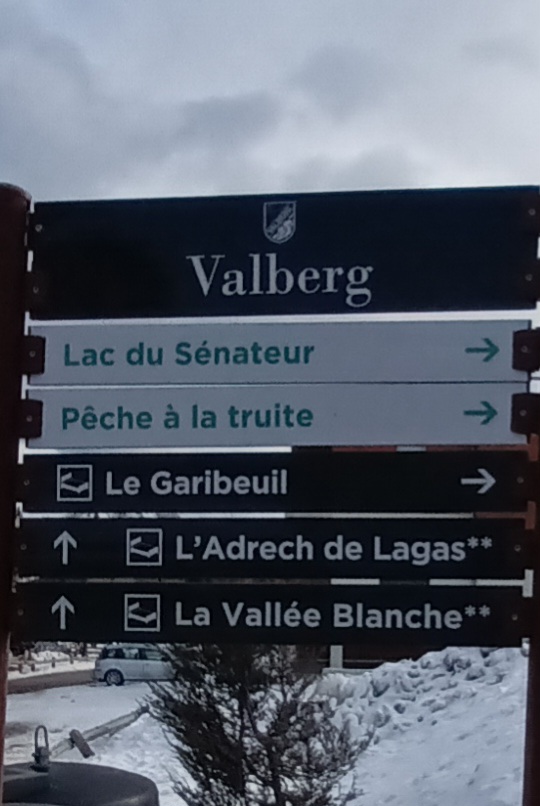 Valberg
Lac du Sénateur →
Pêche à la truite →
Le Garibeuil →
↑ L'Adrech de Lagas**
↑ La Vallée Blanche**